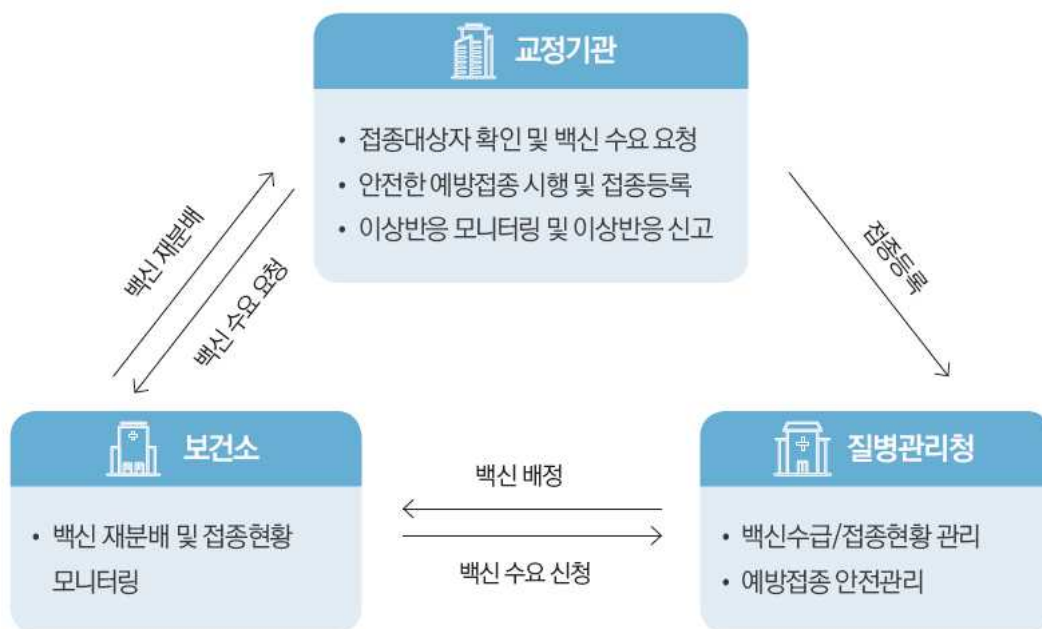 교정기관
• 접종대상자 확인 및 백신 수요 요청
• 안전한 예방접종 시행 및 접종등록
• 이상반응 모니터링 및 이상반응 신고
백신 재분배
백신 수요 요청
접종등록
보건소
• 백신 재분배 및 접종현황
모니터링
백신 배정
백신 수요 신청
질병관리청
• 백신수급/접종현황 관리
• 예방접종 안전관리